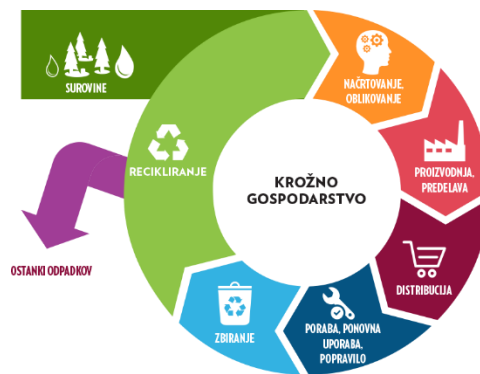 SUROVINE
NAČRTOVANJE,
OBLIKOVANJE
PROIZVODNJA,
PREDELAVA
DISTRIBUCIJA
PORABA, PONOVNA
UPORABA,
POPRAVILO
ZBIRANJE
RECIKLIRANJE
OSTANKI ODPADKOV
KROŽNO
GOSPODARSTVO